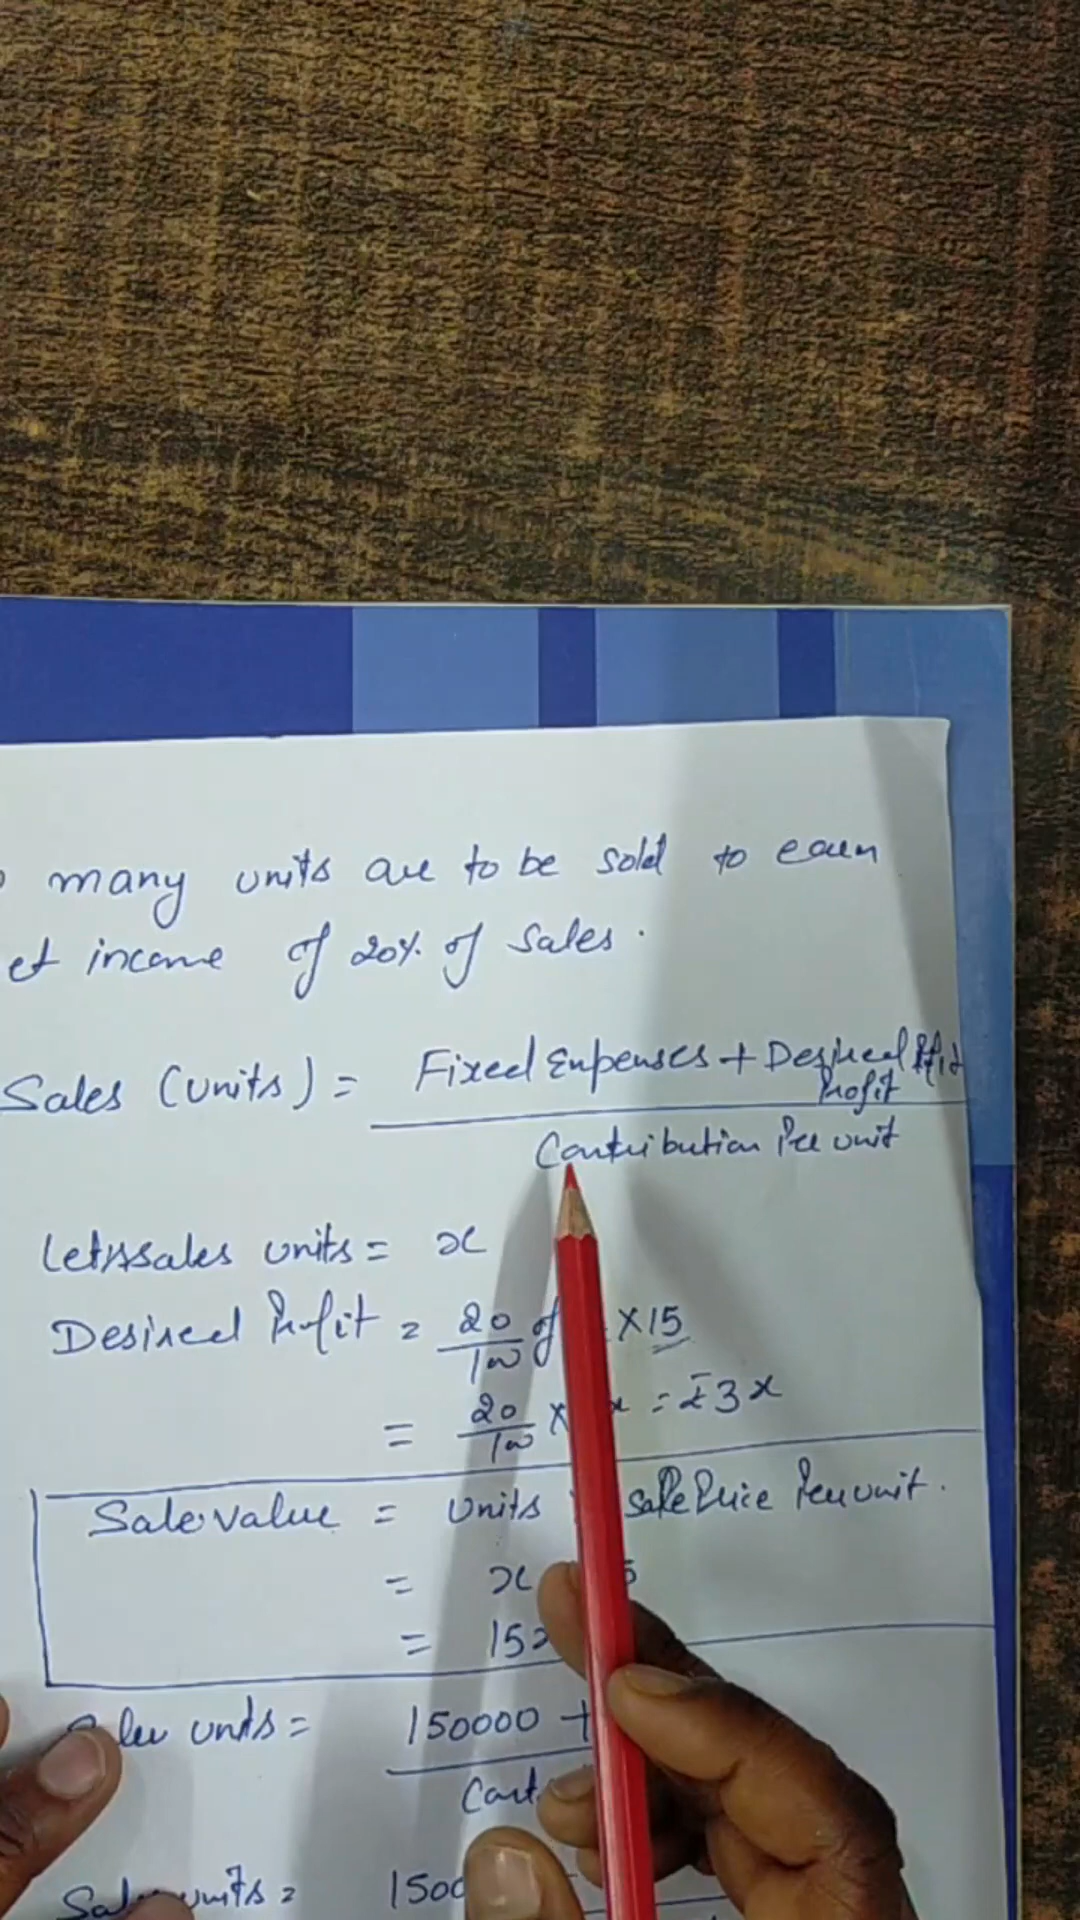 many units are to be sold to earn
et income of 20% of Sales.
Sales (Units) = Fixed Expenses + Desired Profit
Profit
Contribution Per unit
Let sales units = x
Desired Profit = 20/100 of × 15
= 20/100 × = 3x
Sale value = Units Sale Price Per unit.
= x
= 15
units = 150000 +
units =